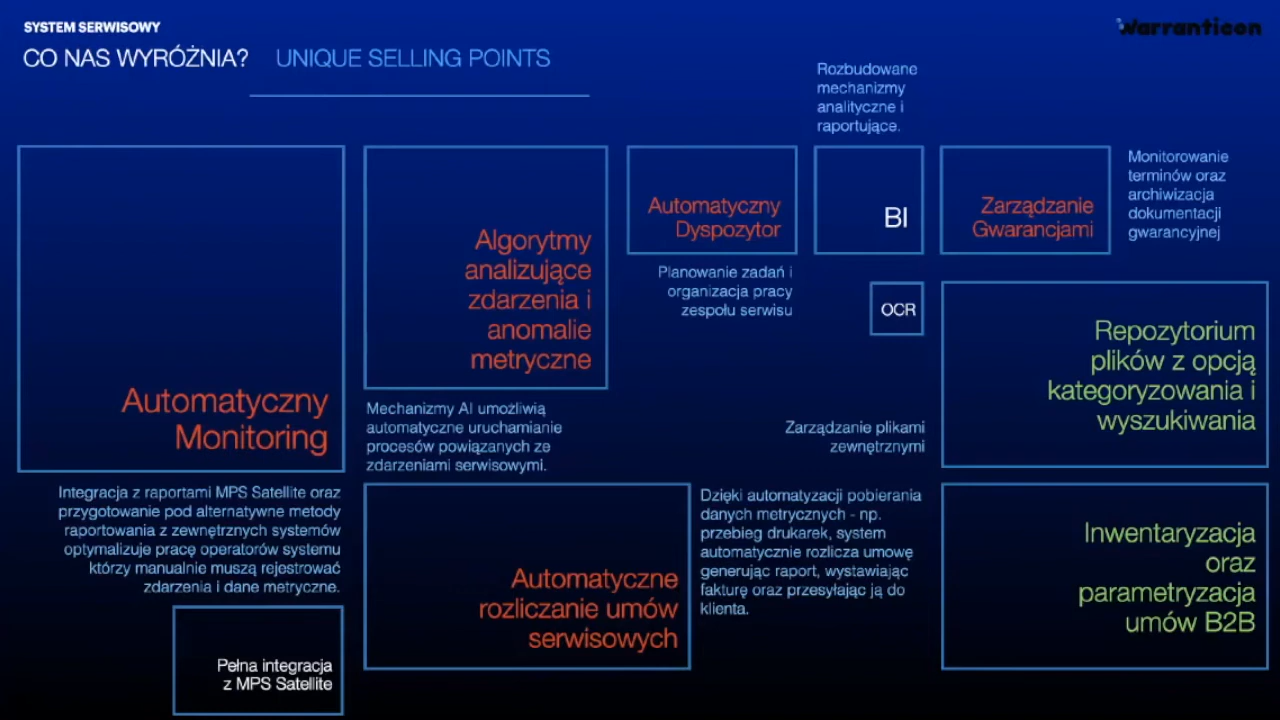 SYSTEM SERWISOWY
CO NAS WYRÓŻNIA? UNIQUE SELLING POINTS
Warranticon
Automatyczny
Monitoring
Integracja z raportami MPS Satellite oraz
przygotowanie pod alternatywne metody
raportowania z zewnętrznych systemów
optymalizuje pracę operatorów systemu
którzy manualnie muszą rejestrować
zdarzenia i dane metryczne.
Pełna integracja
z MPS Satellite
Algorytmy
analizujące
zdarzenia i
anomalie
metryczne
Mechanizmy AI umożliwią
automatyczne uruchamianie
procesów powiązanych ze
zdarzeniami serwisowymi.
Automatyczne
rozliczanie umów
serwisowych
Dzięki automatyzacji pobierania
danych metrycznych - np.
przebieg drukarek, system
automatycznie rozlicza umowę
generując raport, wystawiając
fakturę oraz przesyłając ją do
klienta.
Automatyczny
Dyspozytor
Planowanie zadań i
organizacja pracy
zespołu serwisu
Rozbudowane
mechanizmy
analityczne i
raportujące.
BI
OCR
Zarządzanie
Gwarancjami
Monitorowanie
terminów oraz
archiwizacja
dokumentacji
gwarancyjnej
Zarządzanie plikami
zewnętrznymi
Repozytorium
plików z opcją
kategoryzowania i
wyszukiwania
Inwentaryzacja
oraz
parametryzacja
umów B2B